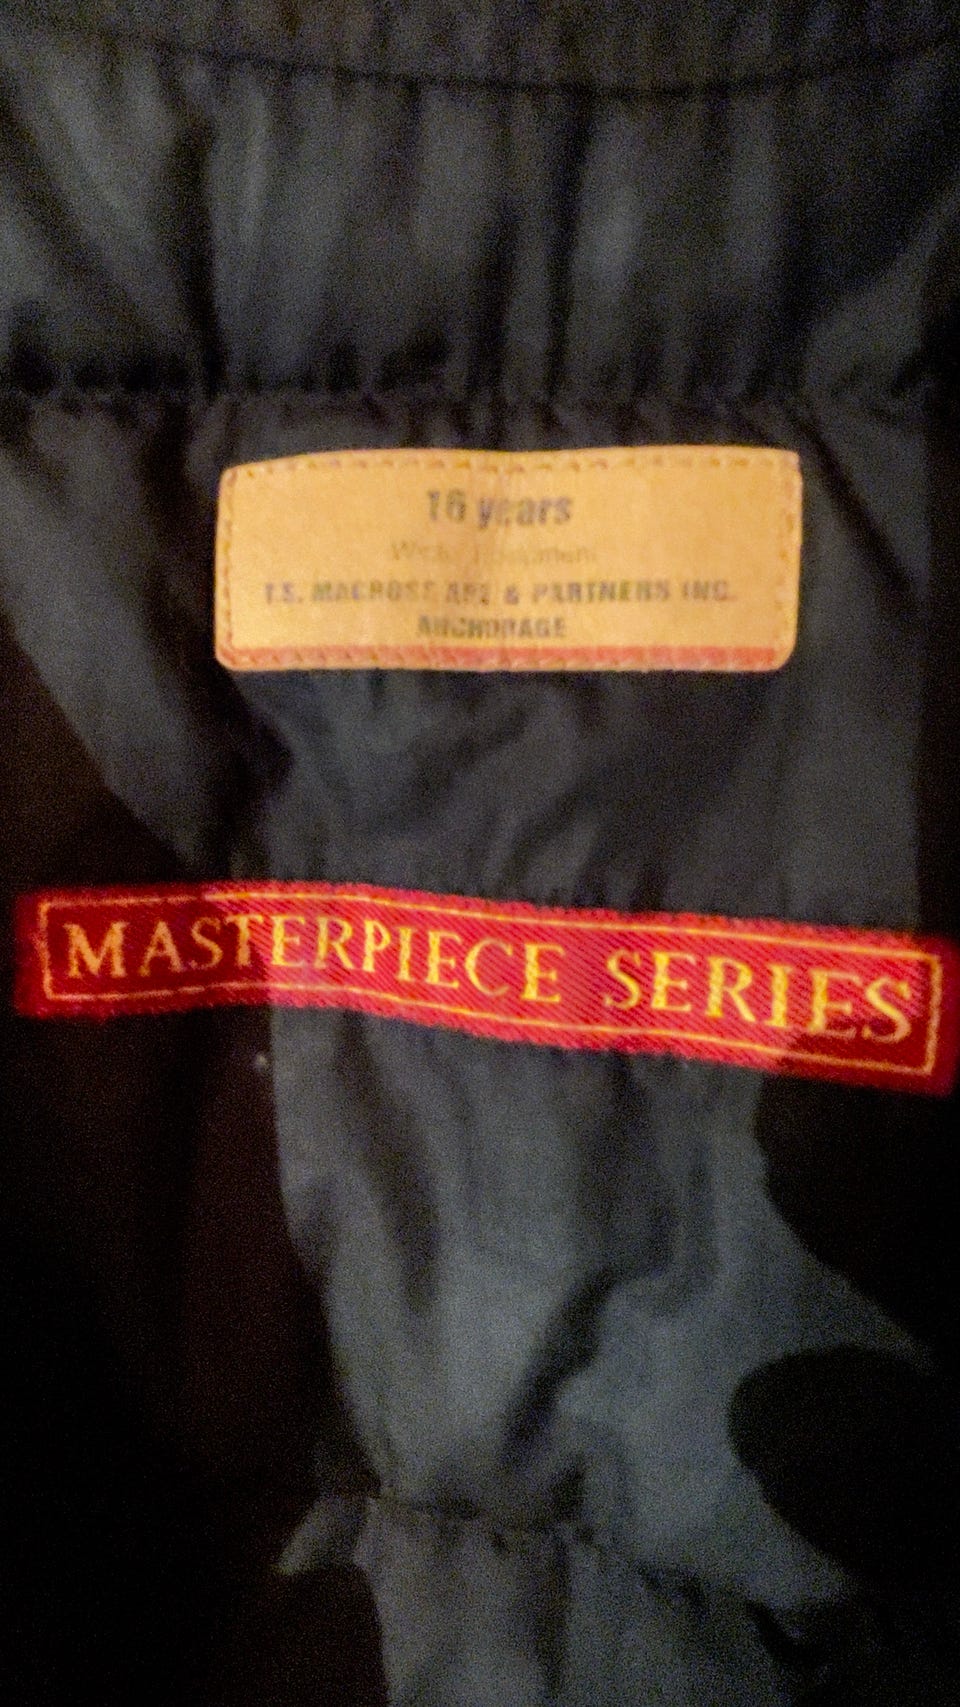 16 years
T.S. MACROSS &
PARTNERS INC.
ANCHORAGE
MASTERPIECE SERIES